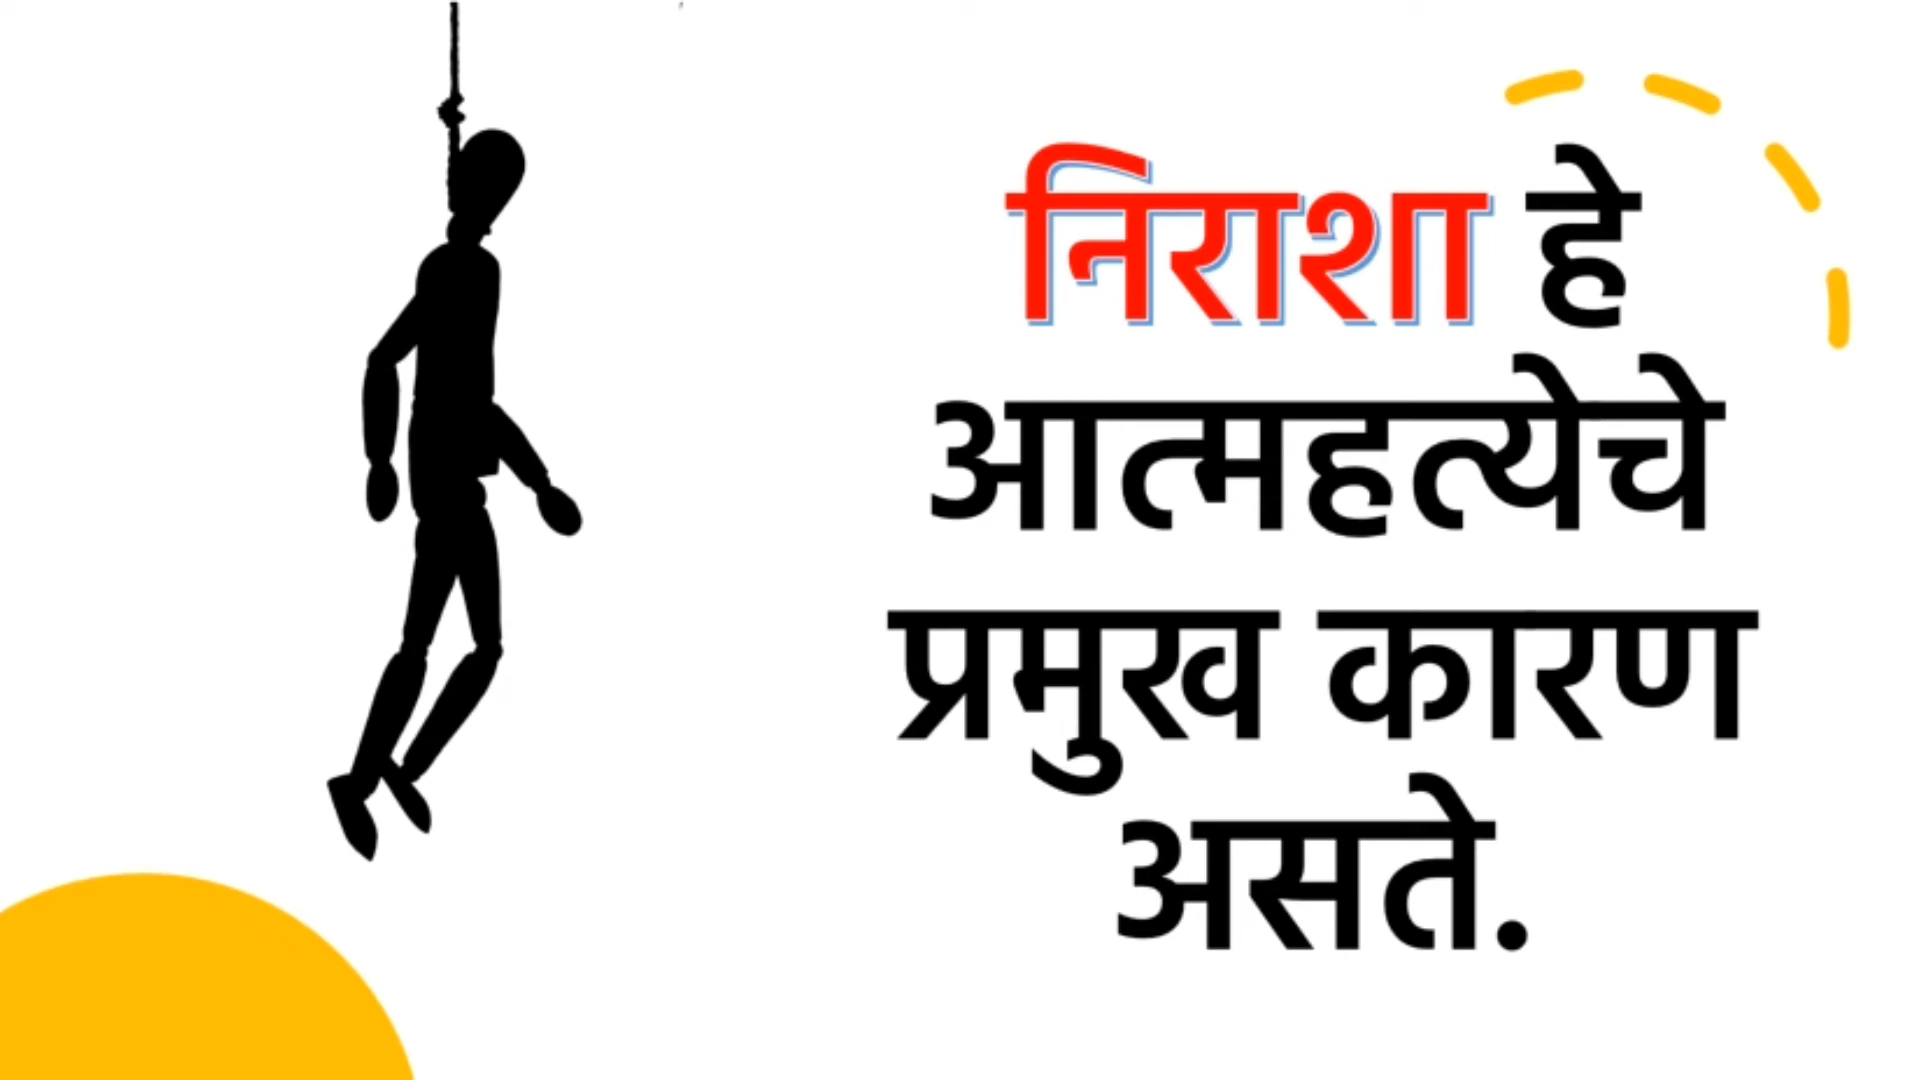 निराशा हे
आत्महत्येचे
प्रमुख कारण
असते.